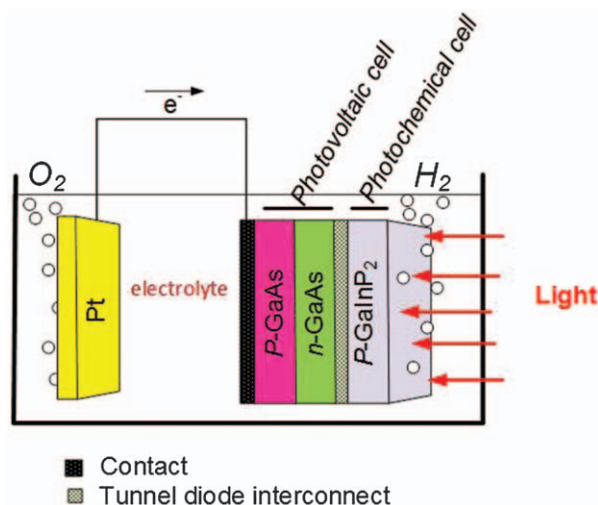 Photovoltaic cell
Photochemical cell
e-
O2
H2
Pt
electrolyte
P-GaAs
n-GaAs
P-GaInP2
Light
Contact
Tunnel diode interconnect